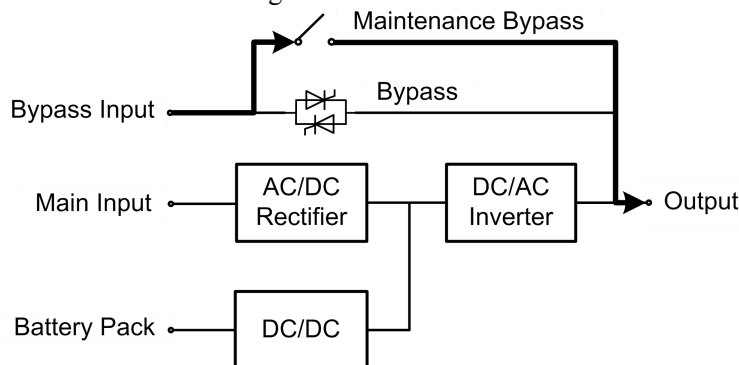 Maintenance Bypass
Bypass Input
Bypass
Main Input
AC/DC
Rectifier
DC/AC
Inverter
Output
Battery Pack
DC/DC